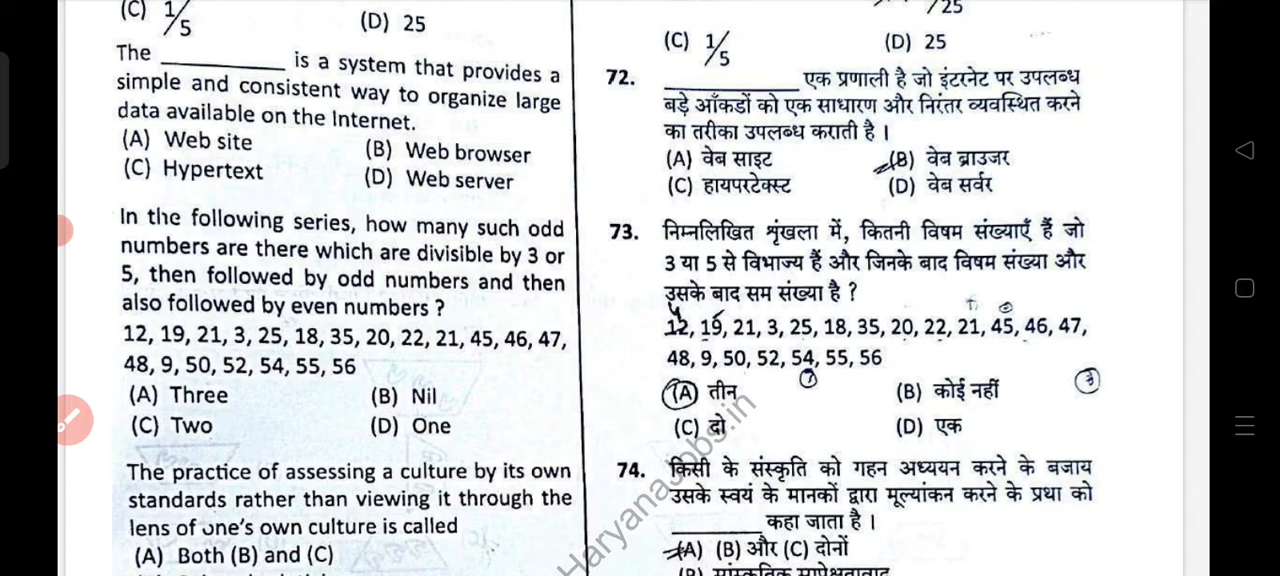 (C) 1/5
(D) 25
The __________ is a system that provides a
simple and consistent way to organize large
data available on the Internet.
(A) Web site
(B) Web browser
(C) Hypertext
(D) Web server
In the following series, how many such odd
numbers are there which are divisible by 3 or
5, then followed by odd numbers and then
also followed by even numbers ?
12, 19, 21, 3, 25, 18, 35, 20, 22, 21, 45, 46, 47,
48, 9, 50, 52, 54, 55, 56
(A) Three
(B) Nil
(C) Two
(D) One
The practice of assessing a culture by its own
standards rather than viewing it through the
lens of one's own culture is called
(A) Both (B) and (C)
/25
(C) 1/5
(D) 25
72. __________ एक प्रणाली है जो इंटरनेट पर उपलब्ध
बड़े आँकडों को एक साधारण और निरंतर व्यवस्थित करने
का तरीका उपलब्ध कराती है ।
(A) वेब साइट
(B) वेब ब्राउजर
(C) हायपरटेक्स्ट
(D) वेब सर्वर
73. निम्नलिखित शृंखला में, कितनी विषम संख्याएँ हैं जो
3 या 5 से विभाज्य हैं और जिनके बाद विषम संख्या और
उसके बाद सम संख्या है ?
12, 19, 21, 3, 25, 18, 35, 20, 22, 21, 45, 46, 47,
48, 9, 50, 52, 54, 55, 56
(A) तीन
(B) कोई नहीं
(C) दो
(D) एक
74. किसी के संस्कृति को गहन अध्ययन करने के बजाय
उसके स्वयं के मानकों द्वारा मूल्यांकन करने के प्रथा को
__________ कहा जाता है ।
(A) (B) और (C) दोनों
(B) सांस्कृतिक सापेक्षतावाद
HaryanaJobs.in